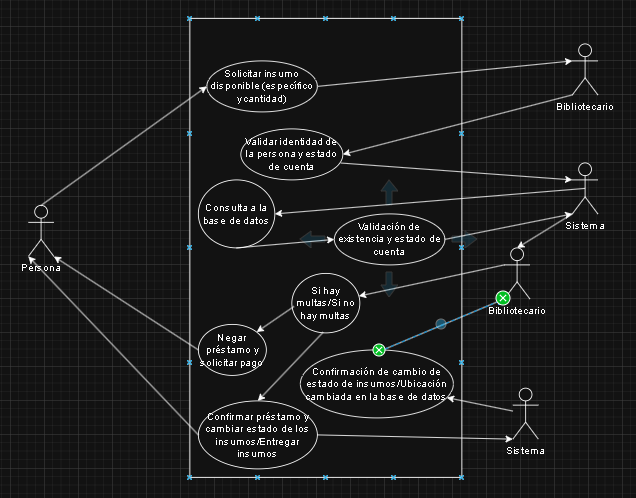 Solicitar insumo
disponible (específico
y cantidad)
Bibliotecario
Validar identidad de
la persona y estado
de cuenta
Consulta a la
base de datos
Sistema
Validación de
existencia y estado de
cuenta
Persona
Si hay
multas/Si no
hay multas
Bibliotecario
Negar
préstamo y
solicitar pago
Confirmación de cambio de
estado de insumos/Ubicación
cambiada en la base de datos
Confirmar préstamo y
cambiar estado de los
insumos/Entregar
insumos
Sistema